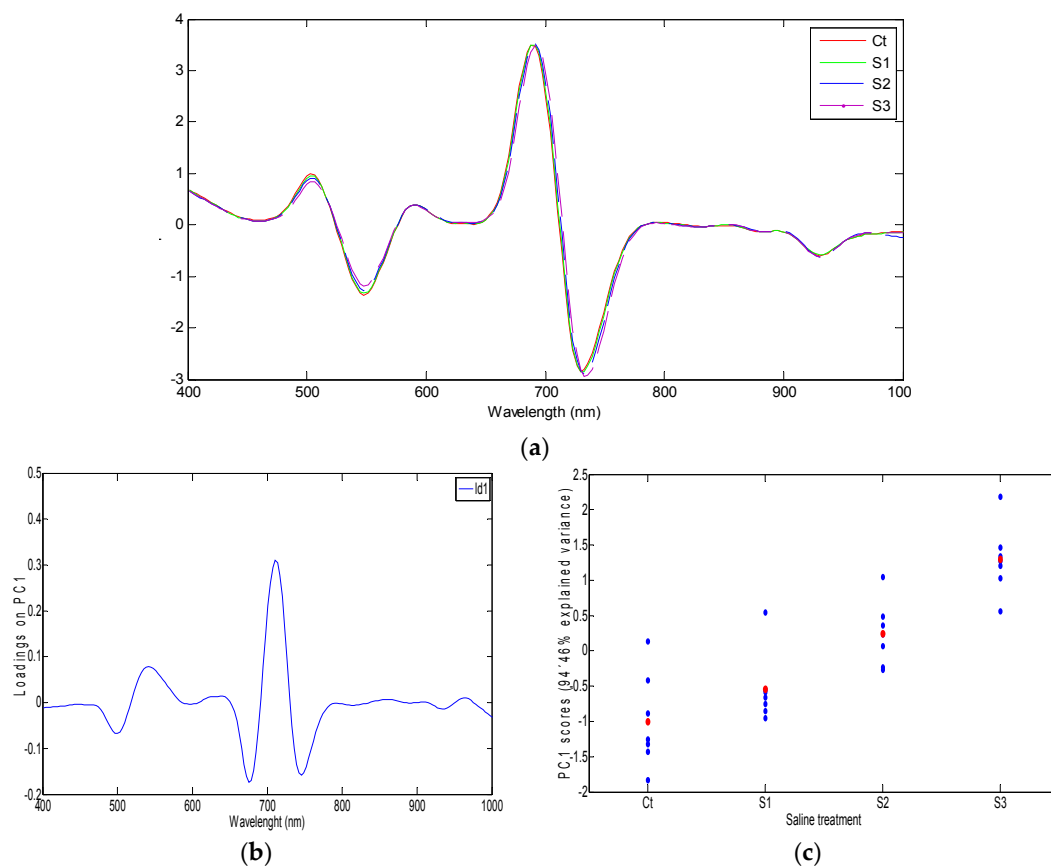 4
3
2
1
0
-1
-2
-3
Ct
S1
S2
S3
400 500 600 700 800 900 100
Wavelength (nm)
(a)
0.5
0.4
0.3
0.2
0.1
0
-0.1
-0.2
Loadings on PC1
ld1
400 500 600 700 800 900 1000
Wavelenght (nm)
(b)
2.5
2
1.5
1
0.5
0
-0.5
-1
-1.5
-2
PC1 scores (94'46% explained variance)
Ct S1 S2 S3
Saline treatment
(c)